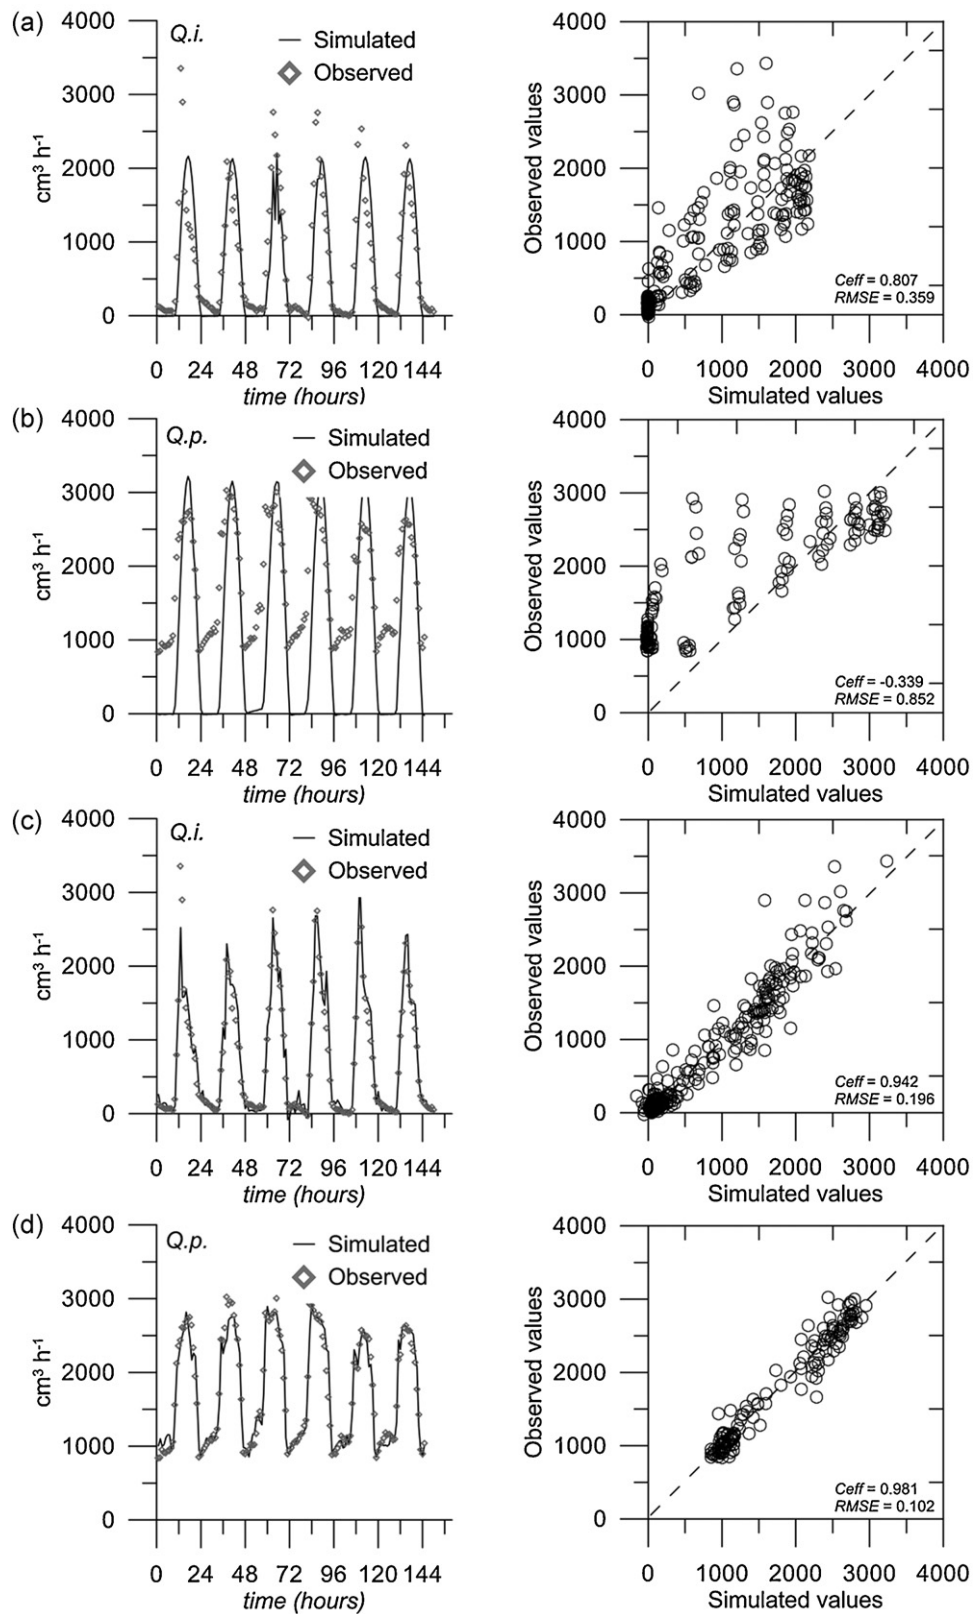 (a)
4000
3000
2000
1000
0
cm³ h⁻¹
Q.i.
Simulated
Observed
0 24 48 72 96 120 144
time (hours)
4000
3000
2000
1000
0
Observed values
Ceff = 0.807
RMSE = 0.359
0 1000 2000 3000 4000
Simulated values
(b)
4000
3000
2000
1000
0
cm³ h⁻¹
Q.p.
Simulated
Observed
0 24 48 72 96 120 144
time (hours)
4000
3000
2000
1000
0
Observed values
Ceff = -0.339
RMSE = 0.852
0 1000 2000 3000 4000
Simulated values
(c)
4000
3000
2000
1000
0
cm³ h⁻¹
Q.i.
Simulated
Observed
0 24 48 72 96 120 144
time (hours)
4000
3000
2000
1000
0
Observed values
Ceff = 0.942
RMSE = 0.196
0 1000 2000 3000 4000
Simulated values
(d)
4000
3000
2000
1000
0
cm³ h⁻¹
Q.p.
Simulated
Observed
0 24 48 72 96 120 144
time (hours)
4000
3000
2000
1000
0
Observed values
Ceff = 0.981
RMSE = 0.102
0 1000 2000 3000 4000
Simulated values